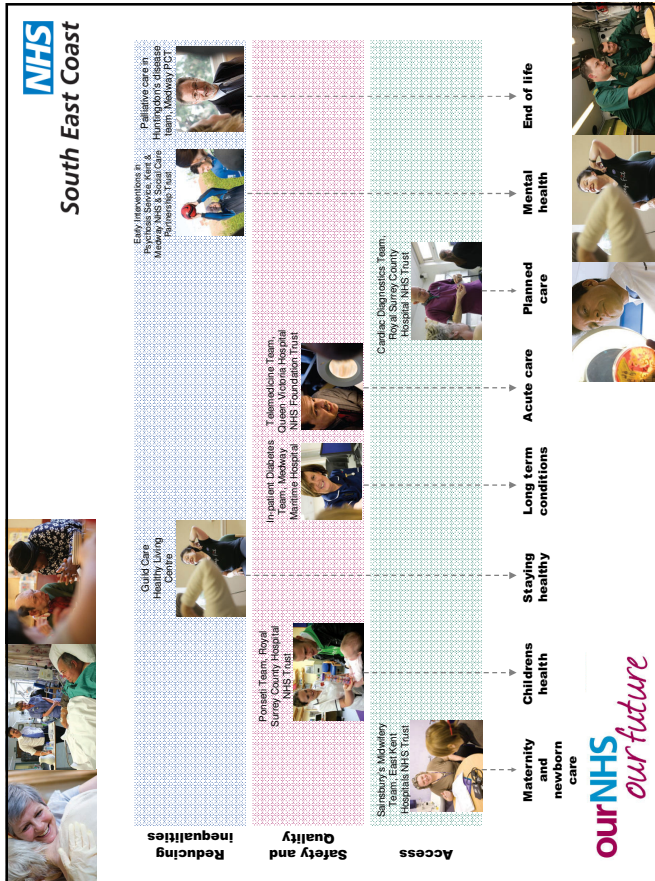 NHS
South East Coast
Reducing
inequalities
Guild Care
Healthy Living
Centre
Early Interventions in
Psychosis Service, Kent &
Medway NHS & Social Care
Partnership Trust
Palliative care in
Huntingdon's disease
team, Medway PCT
Safety and
Quality
Ponseti Team, Royal
Surrey County Hospital
NHS Trust
In-patient Diabetes
Team, Medway
Maritime Hospital
Telemedicine Team,
Queen Victoria Hospital
NHS Foundation Trust
Access
Sainsbury's Midwifery
Team, East Kent
Hospitals NHS Trust
Cardiac Diagnostics Team,
Royal Surrey County
Hospital NHS Trust
Maternity
and
newborn
care
Childrens
health
Staying
healthy
Long term
conditions
Acute care
Planned
care
Mental
health
End of life
ourNHS
our future